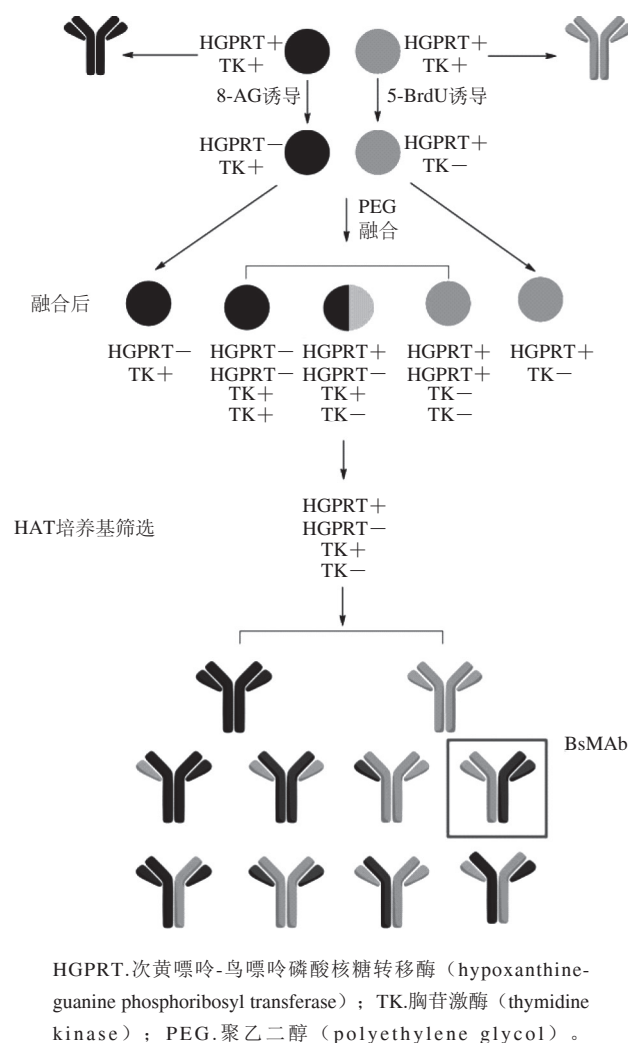 HGPRT+ HGPRT+
TK+ TK+
8-AG诱导 5-BrdU诱导
HGPRT− HGPRT+
TK+ TK−
PEG
融合
融合后
HGPRT− HGPRT− HGPRT+ HGPRT+ HGPRT+
TK+ HGPRT− HGPRT− HGPRT+ TK−
TK+ TK+ TK−
TK+ TK− TK−
HGPRT+
HAT培养基筛选 HGPRT−
TK+
TK−
BsMAb
HGPRT.次黄嘌呤-鸟嘌呤磷酸核糖转移酶（hypoxanthine-
guanine phosphoribosyl transferase）；TK.胸苷激酶（thymidine
kinase）；PEG.聚乙二醇（polyethylene glycol）。